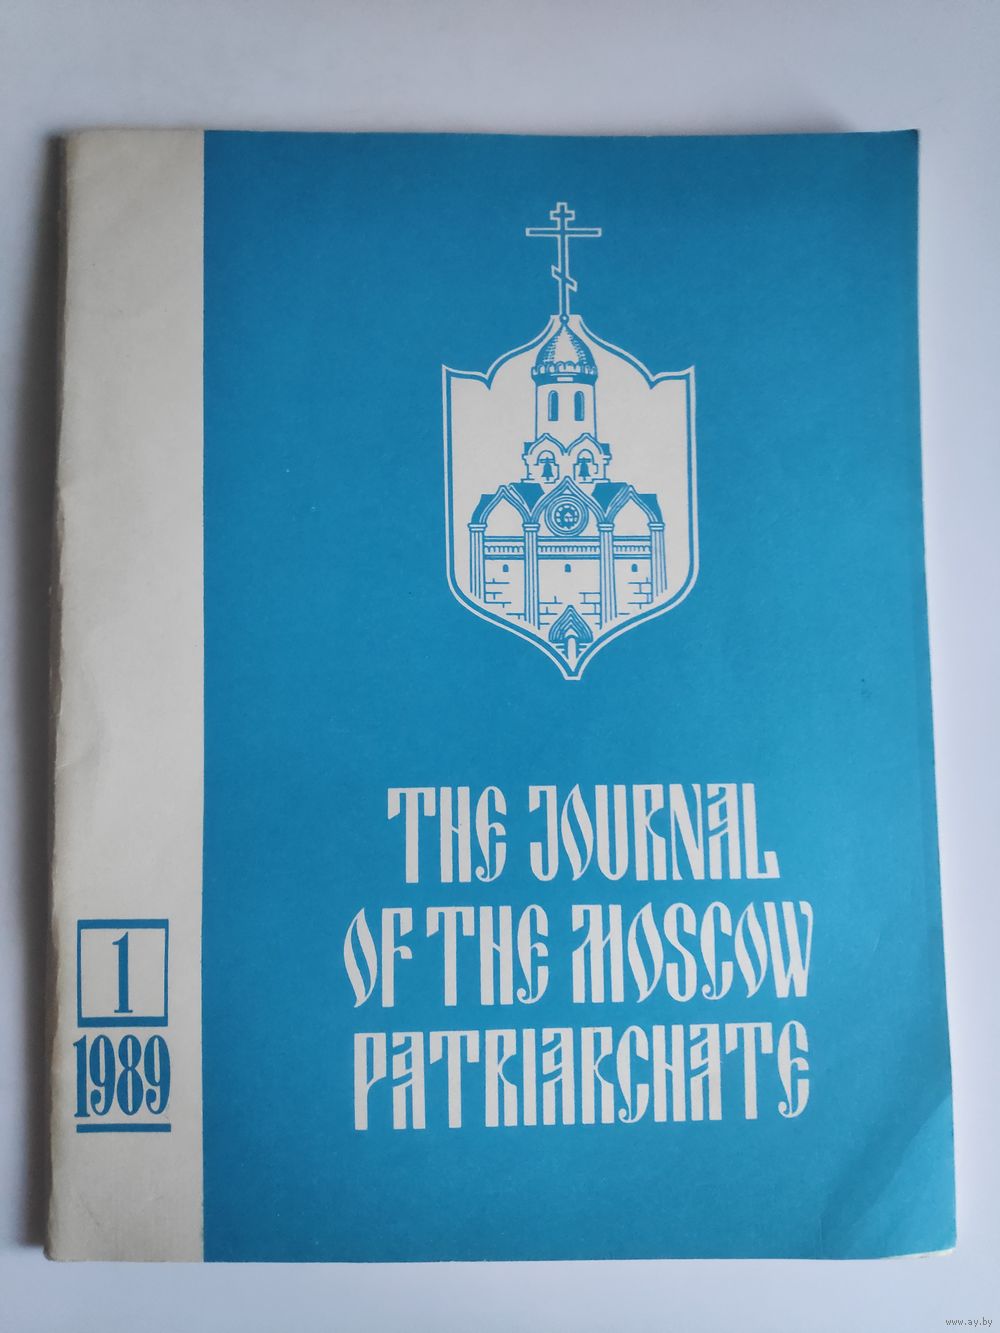 THE JOURNAL
OF THE MOSCOW
PATRIARCHATE
1
1989
www.ay.by